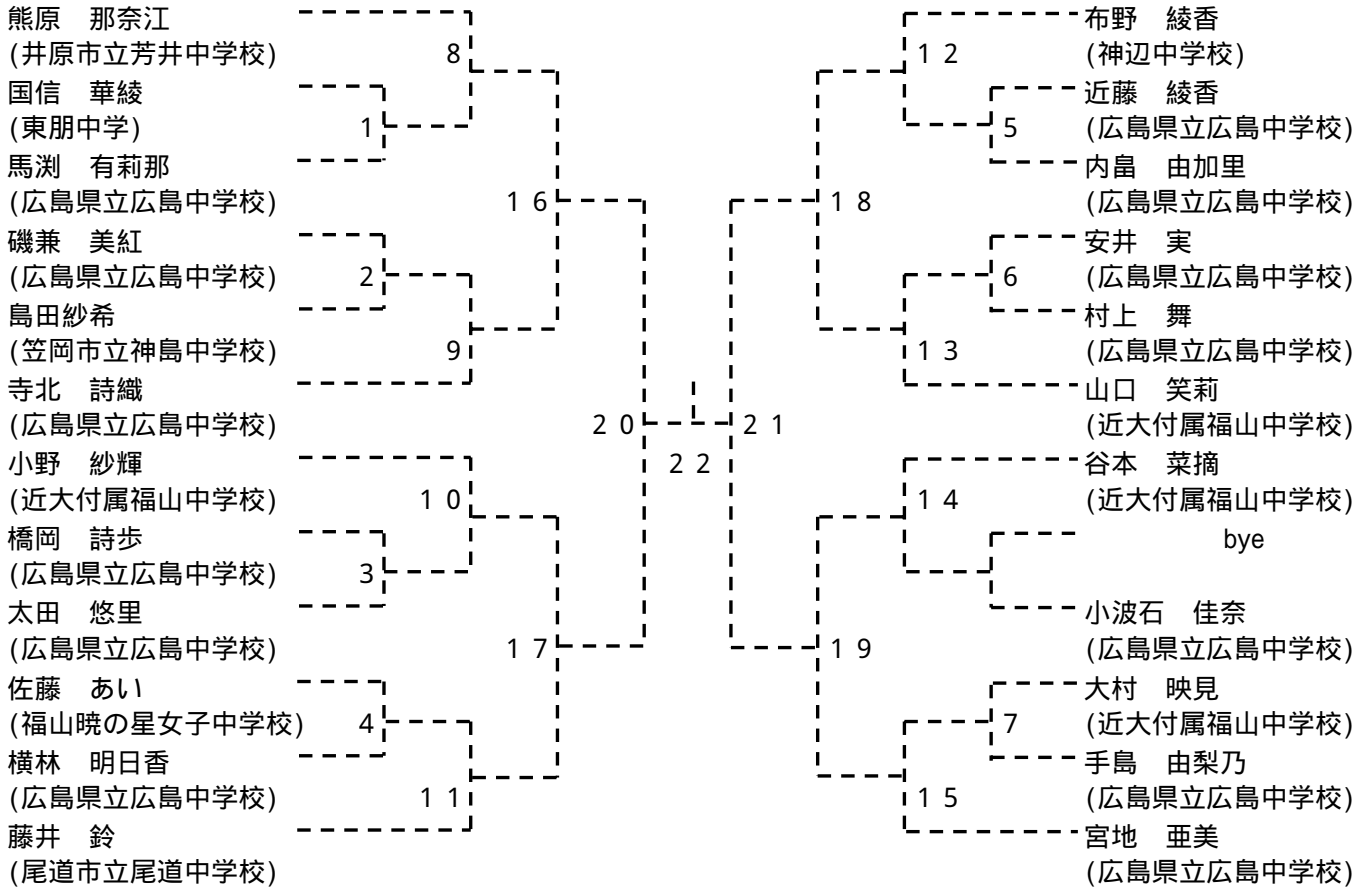 熊原　那奈江
(井原市立芳井中学校)
国信　華綾
(東朋中学)
馬渕　有莉那
(広島県立広島中学校)
磯兼　美紅
(広島県立広島中学校)
島田紗希
(笠岡市立神島中学校)
寺北　詩織
(広島県立広島中学校)
小野　紗輝
(近大付属福山中学校)
橋岡　詩歩
(広島県立広島中学校)
太田　悠里
(広島県立広島中学校)
佐藤　あい
(福山暁の星女子中学校)
横林　明日香
(広島県立広島中学校)
藤井　鈴
(尾道市立尾道中学校)
8
1
16
2
9
10
3
17
4
11
20
22
21
12
5
18
6
13
14
19
7
15
布野　綾香
(神辺中学校)
近藤　綾香
(広島県立広島中学校)
内畠　由加里
(広島県立広島中学校)
安井　実
(広島県立広島中学校)
村上　舞
(広島県立広島中学校)
山口　笑莉
(近大付属福山中学校)
谷本　菜摘
(近大付属福山中学校)
bye
小波石　佳奈
(広島県立広島中学校)
大村　映見
(近大付属福山中学校)
手島　由梨乃
(広島県立広島中学校)
宮地　亜美
(広島県立広島中学校)